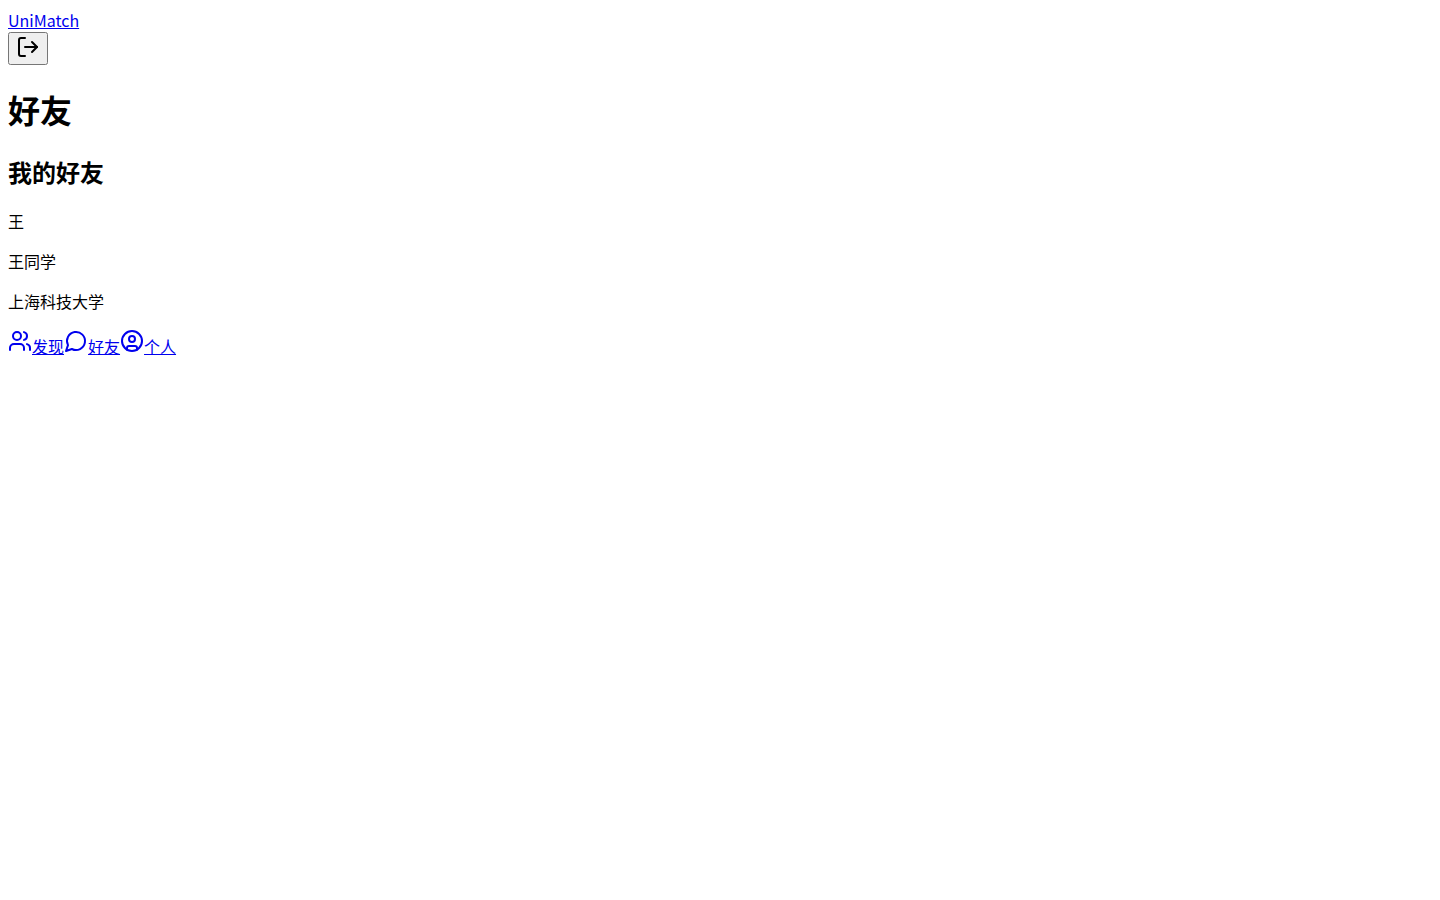 UniMatch
好友
我的好友
王
王同学
上海科技大学
发现好友个人